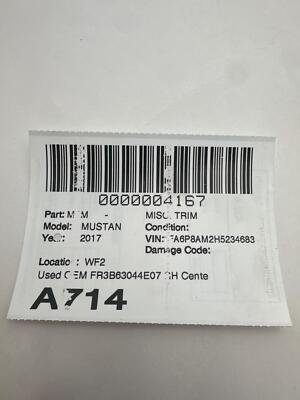 0000004167
Part: M M - MISC. TRIM
Model: MUSTAN Condition:
Year: 2017 VIN: FA6P8AM2H5234683
Damage Code:
Location: WF2
Used OEM FR3B63044E07 Cente
A714